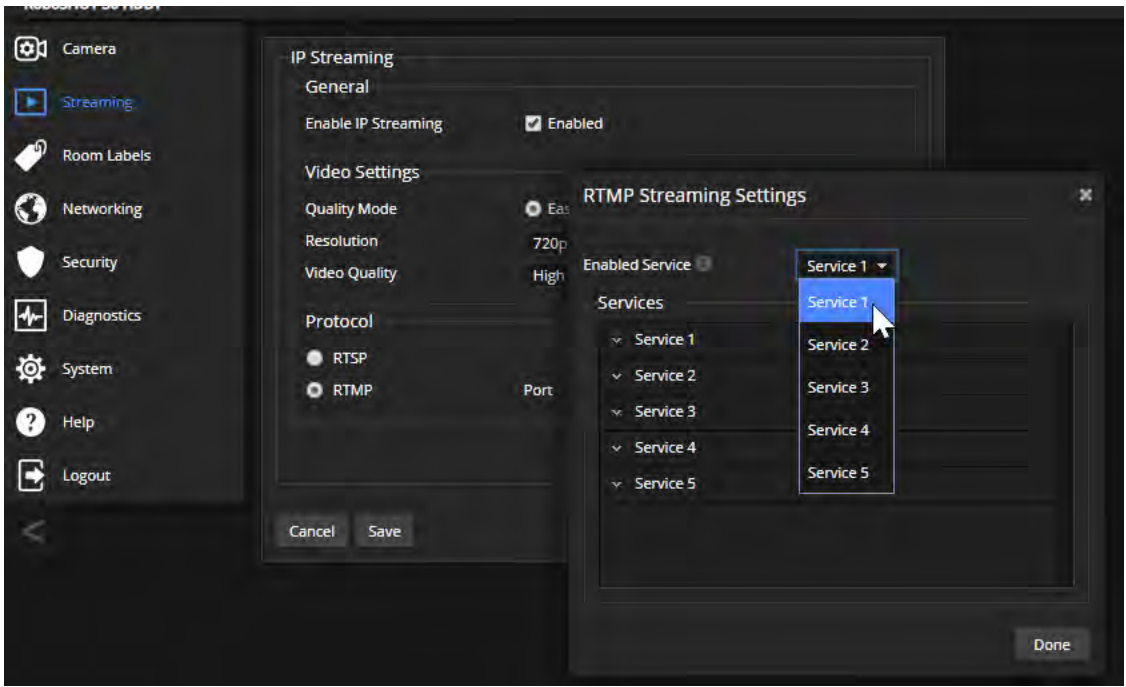 Camera
Streaming
Room Labels
Networking
Security
Diagnostics
System
Help
Logout
IP Streaming
General
Enable IP Streaming Enabled
Video Settings
Quality Mode
Resolution 720p
Video Quality High
Protocol
RTSP
RTMP Port
Cancel Save
RTMP Streaming Settings
Enabled Service Service 1
Services
Service 1
Service 2
Service 3
Service 4
Service 5
Service 1
Service 2
Service 3
Service 4
Service 5
Done